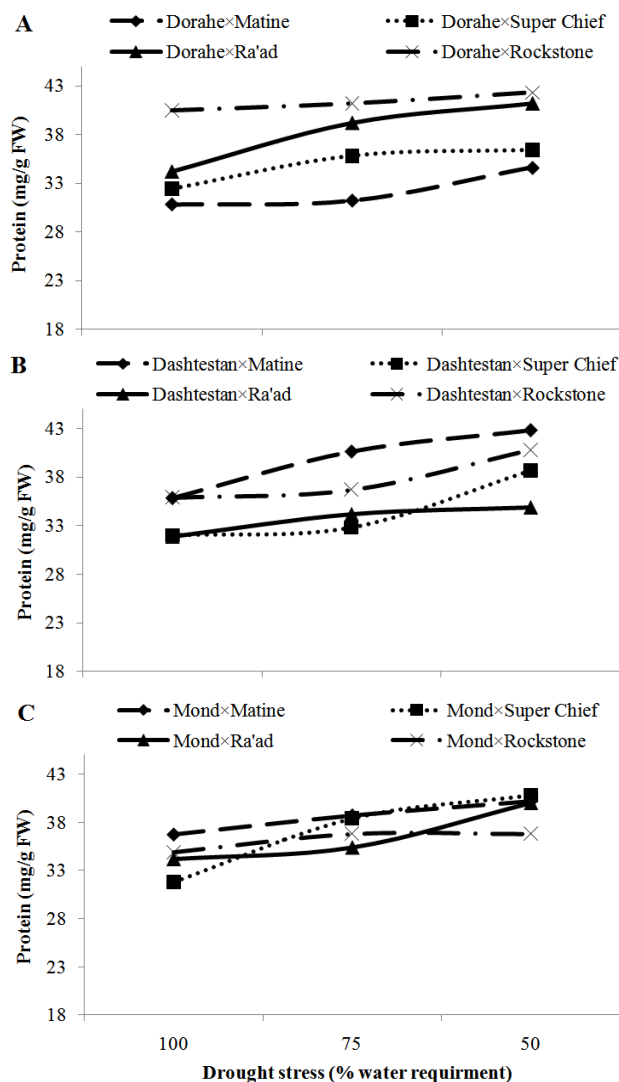 A
Dorahe×Matine
Dorahe×Super Chief
Dorahe×Ra'ad
Dorahe×Rockstone
Protein (mg/g FW)
43
38
33
28
23
18
B
Dashtestan×Matine
Dashtestan×Super Chief
Dashtestan×Ra'ad
Dashtestan×Rockstone
Protein (mg/g FW)
43
38
33
28
23
18
C
Mond×Matine
Mond×Super Chief
Mond×Ra'ad
Mond×Rockstone
Protein (mg/g FW)
43
38
33
28
23
18
100 75 50
Drought stress (% water requirment)